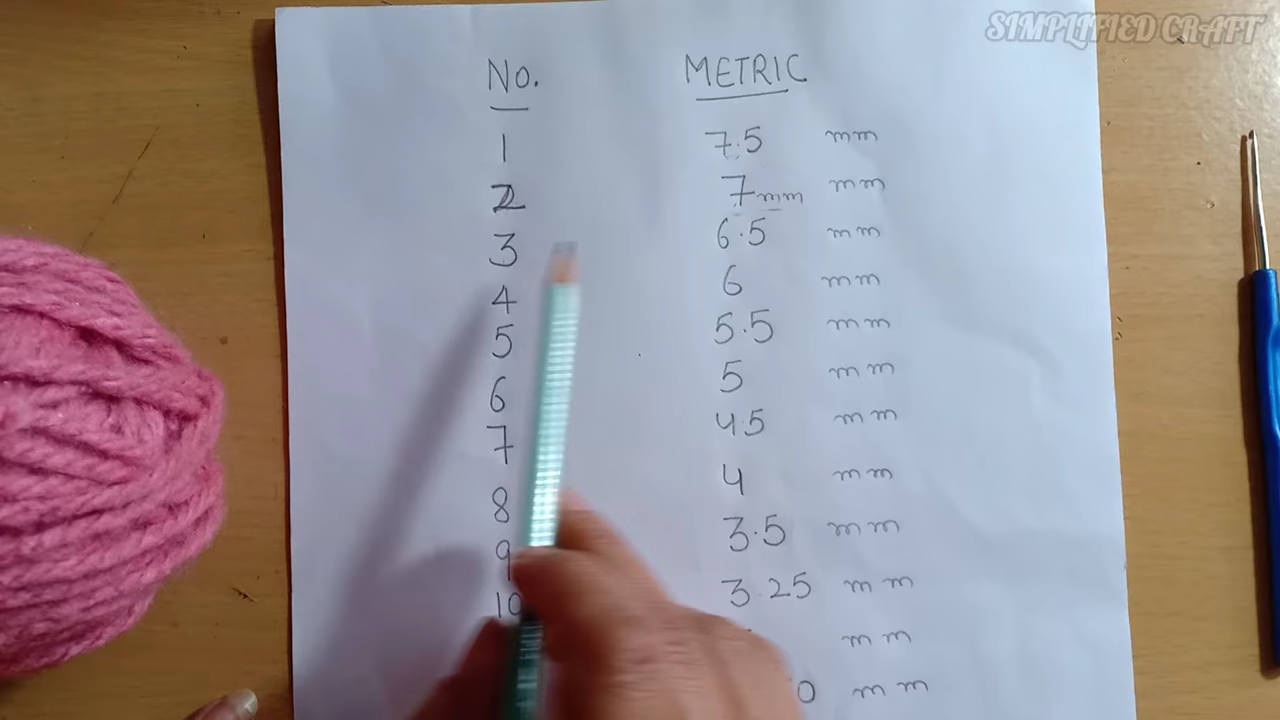 SIMPLIFIED CRAFT
No. METRIC
1 7.5 mm
2 7mm mm
3 6.5 mm
4 6 mm
5 5.5 mm
6 5 mm
7 4.5 mm
8 4 mm
9 3.5 mm
10 3.25 mm
mm
mm